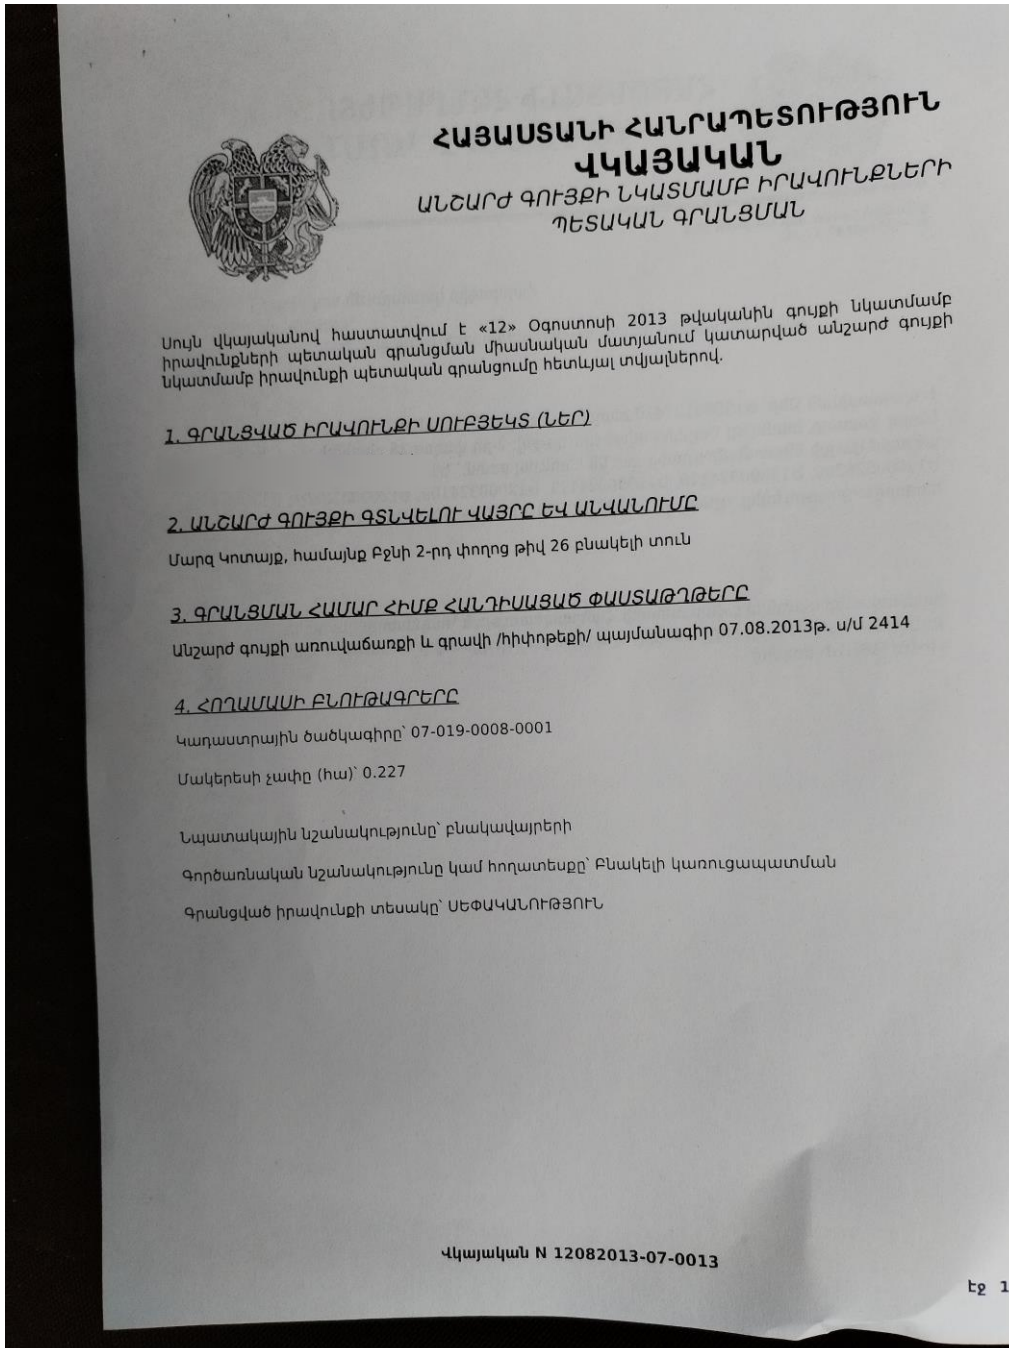 ՀԱՅԱՍՏԱՆԻ ՀԱՆՐԱՊԵՏՈՒԹՅՈՒՆ
ՎԿԱՅԱԿԱՆ
ԱՆՇԱՐԺ ԳՈՒՅՔԻ ՆԿԱՏՄԱՄԲ ԻՐԱՎՈՒՆՔՆԵՐԻ
ՊԵՏԱԿԱՆ ԳՐԱՆՑՄԱՆ
Սույն վկայականով հաստատվում է «12» Օգոստոսի 2013 թվականին գույքի նկատմամբ
իրավունքների պետական գրանցման միասնական մատյանում կատարված անշարժ գույքի
նկատմամբ իրավունքի պետական գրանցումը հետևյալ տվյալներով.
1. ԳՐԱՆՑՎԱԾ ԻՐԱՎՈՒՆՔԻ ՍՈՒԲՅԵԿՏ (ՆԵՐ)
2. ԱՆՇԱՐԺ ԳՈՒՅՔԻ ԳՏՆՎԵԼՈՒ ՎԱՅՐԸ ԵՎ ԱՆՎԱՆՈՒՄԸ
Մարզ Կոտայք, համայնք Բջնի 2-րդ փողոց թիվ 26 բնակելի տուն
3. ԳՐԱՆՑՄԱՆ ՀԱՄԱՐ ՀԻՄՔ ՀԱՆԴԻՍԱՑԱԾ ՓԱՍՏԱԹՂԹԵՐԸ
Անշարժ գույքի առուվաճառքի և գրավի /հիփոթեքի/ պայմանագիր 07.08.2013թ. ս/մ 2414
4. ՀՈՂԱՄԱՍԻ ԲՆՈՒԹԱԳՐԵՐԸ
Կադաստրային ծածկագիրը՝ 07-019-0008-0001
Մակերեսի չափը (հա)՝ 0.227
Նպատակային նշանակությունը՝ բնակավայրերի
Գործառնական նշանակությունը կամ հողատեսքը՝ Բնակելի կառուցապատման
Գրանցված իրավունքի տեսակը՝ ՍԵՓԱԿԱՆՈՒԹՅՈՒՆ
Վկայական N 12082013-07-0013
էջ 1